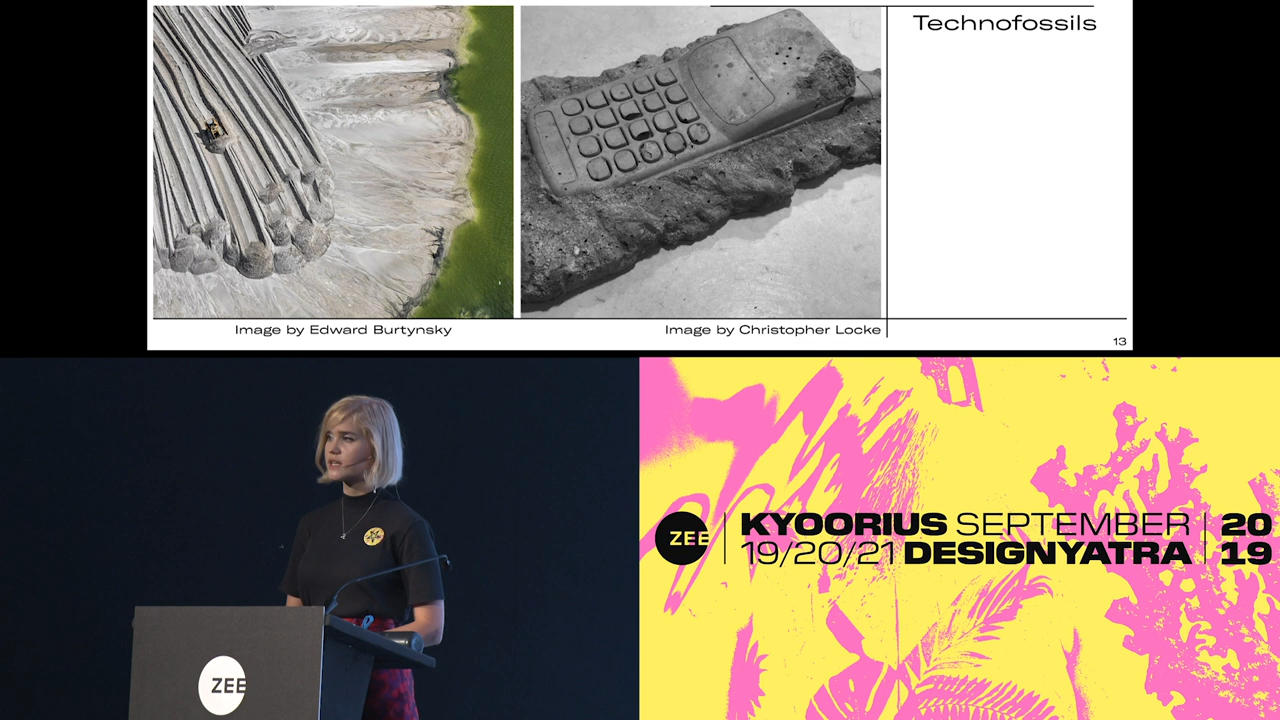 Technofossils
Image by Edward Burtynsky
Image by Christopher Locke
13
ZEE
ZEE
KYOORIUS SEPTEMBER
19/20/21 DESIGNYATRA
20
19